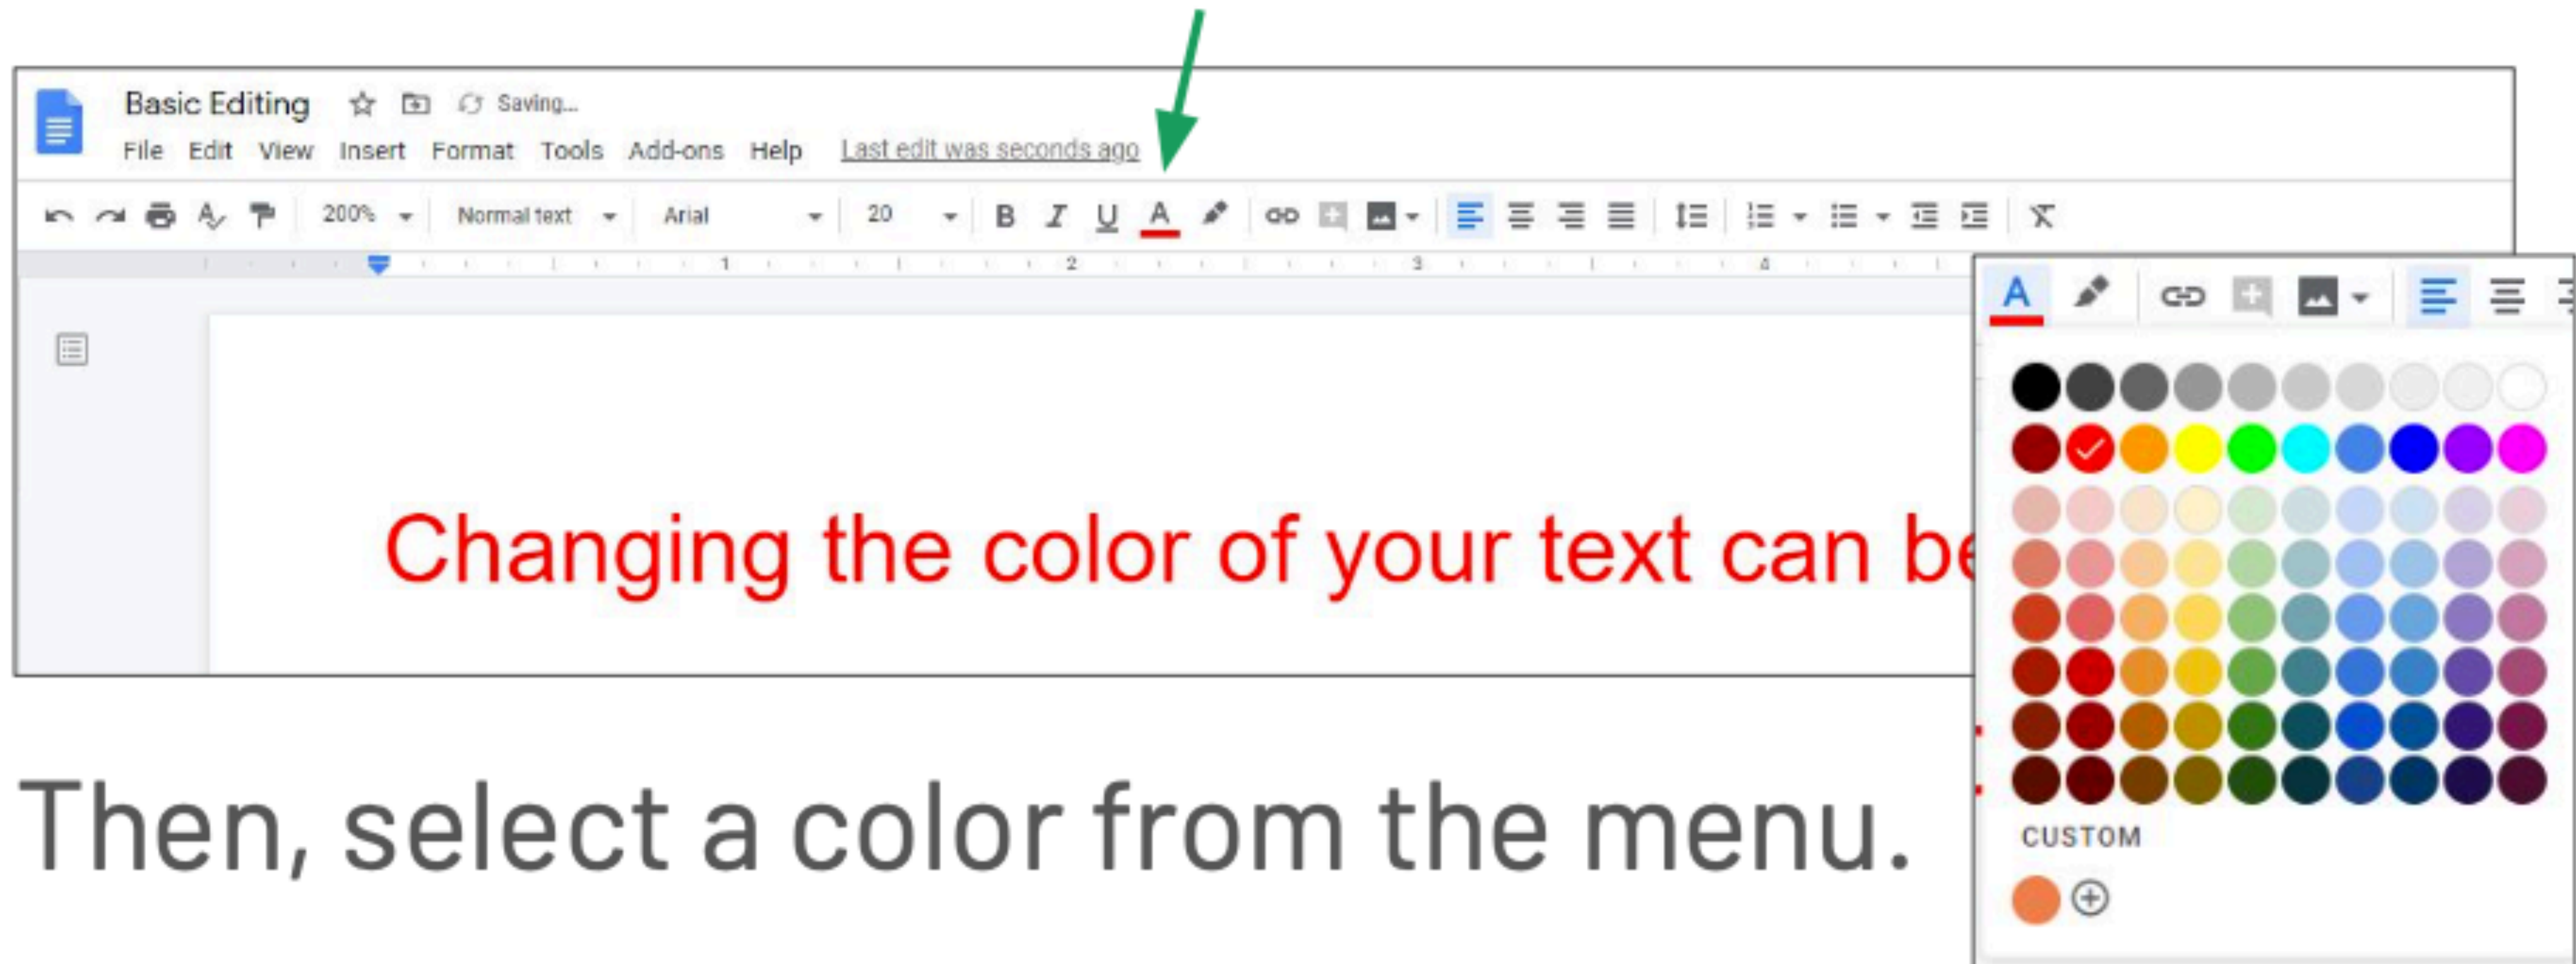 Basic Editing Saving...
File Edit View Insert Format Tools Add-ons Help Last edit was seconds ago
200% Normal text Arial 20 B I U A
1 2 3 4
A
Changing the color of your text can be
Then, select a color from the menu.
CUSTOM